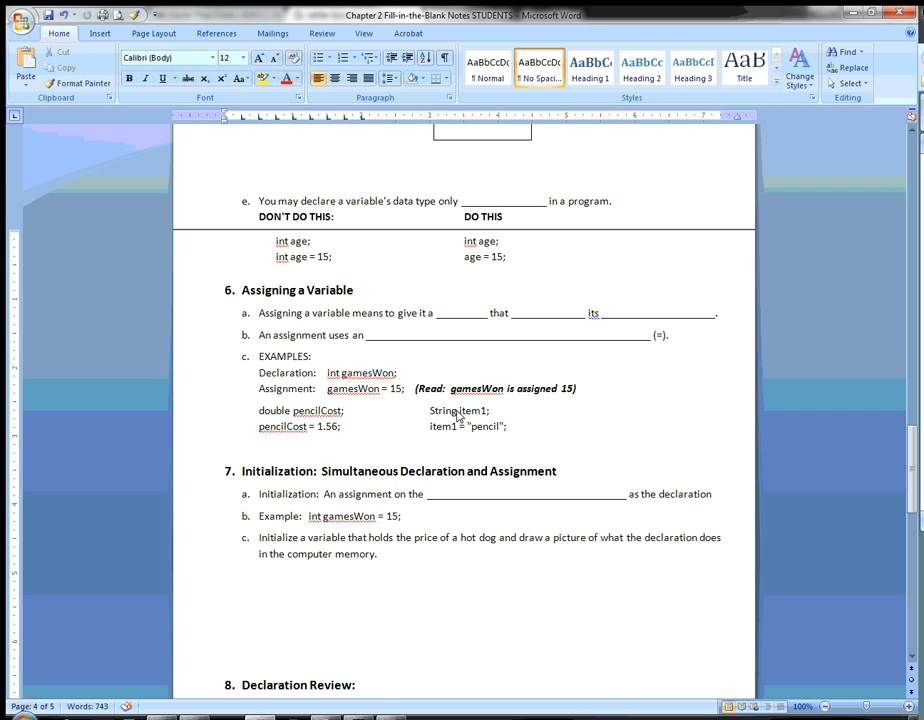 Chapter 2 Fill-in-the-Blank Notes STUDENTS - Microsoft Word
Home Insert Page Layout References Mailings Review View Acrobat
Paste
Cut
Copy
Format Painter
Clipboard
Calibri (Body) 12
Font
Paragraph
AaBbCcDc AaBbCcDc AaBbC AaBbCc AaBbCcI AaB
¶ Normal ¶ No Spaci... Heading 1 Heading 2 Heading 3 Title
Change Styles
Styles
Find
Replace
Select
Editing
e. You may declare a variable's data type only _______________ in a program.
DON'T DO THIS: DO THIS
int age; int age;
int age = 15; age = 15;
6. Assigning a Variable
a. Assigning a variable means to give it a _________ that _____________ its ____________________.
b. An assignment uses an __________________________________________________ (=).
c. EXAMPLES:
Declaration: int gamesWon;
Assignment: gamesWon = 15; (Read: gamesWon is assigned 15)
double pencilCost; String item1;
pencilCost = 1.56; item1 = "pencil";
7. Initialization: Simultaneous Declaration and Assignment
a. Initialization: An assignment on the ___________________________________ as the declaration
b. Example: int gamesWon = 15;
c. Initialize a variable that holds the price of a hot dog and draw a picture of what the declaration does
in the computer memory.
8. Declaration Review:
Page: 4 of 5 Words: 743 100%